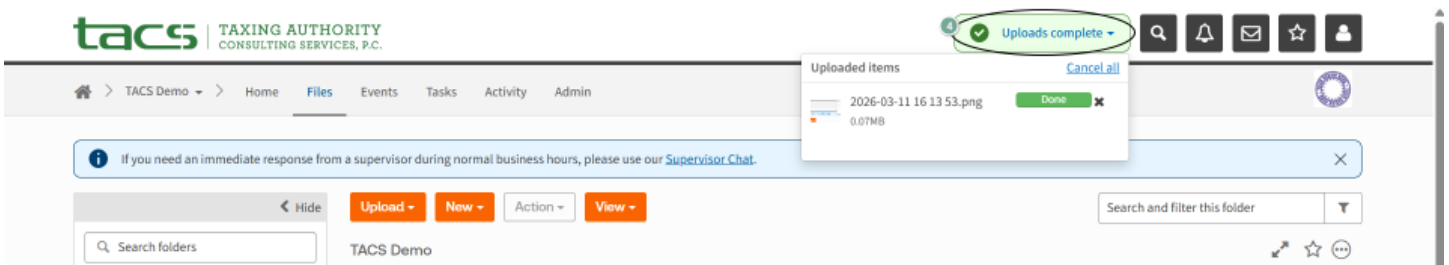 tacs
TAXING AUTHORITY
CONSULTING SERVICES, P.C.
4
Uploads complete
Uploaded items
Cancel all
2026-03-11 16 13 53.png
Done
0.07MB
TACS Demo
Home
Files
Events
Tasks
Activity
Admin
If you need an immediate response from a supervisor during normal business hours, please use our Supervisor Chat.
Hide
Upload
New
Action
View
Search and filter this folder
Search folders
TACS Demo